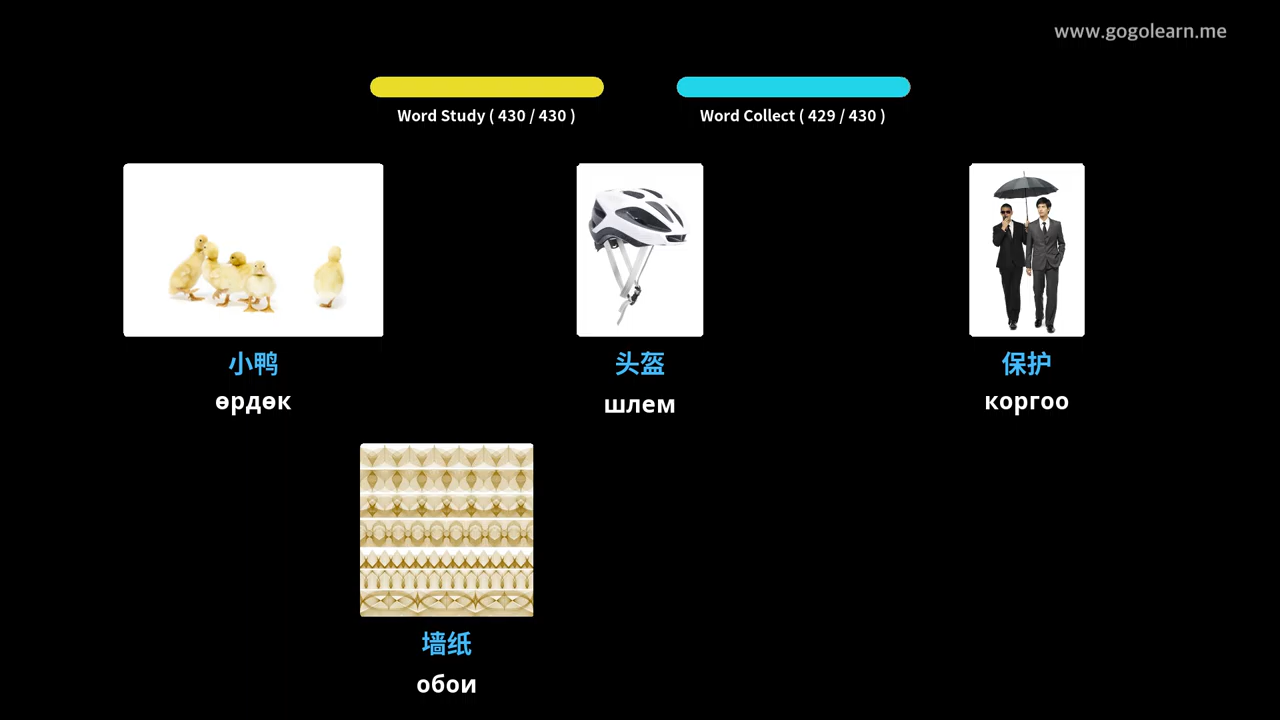 www.gogolearn.me
Word Study ( 430 / 430 )
Word Collect ( 429 / 430 )
小鸭
өрдөк
头盔
шлем
保护
коргоо
墙纸
обои